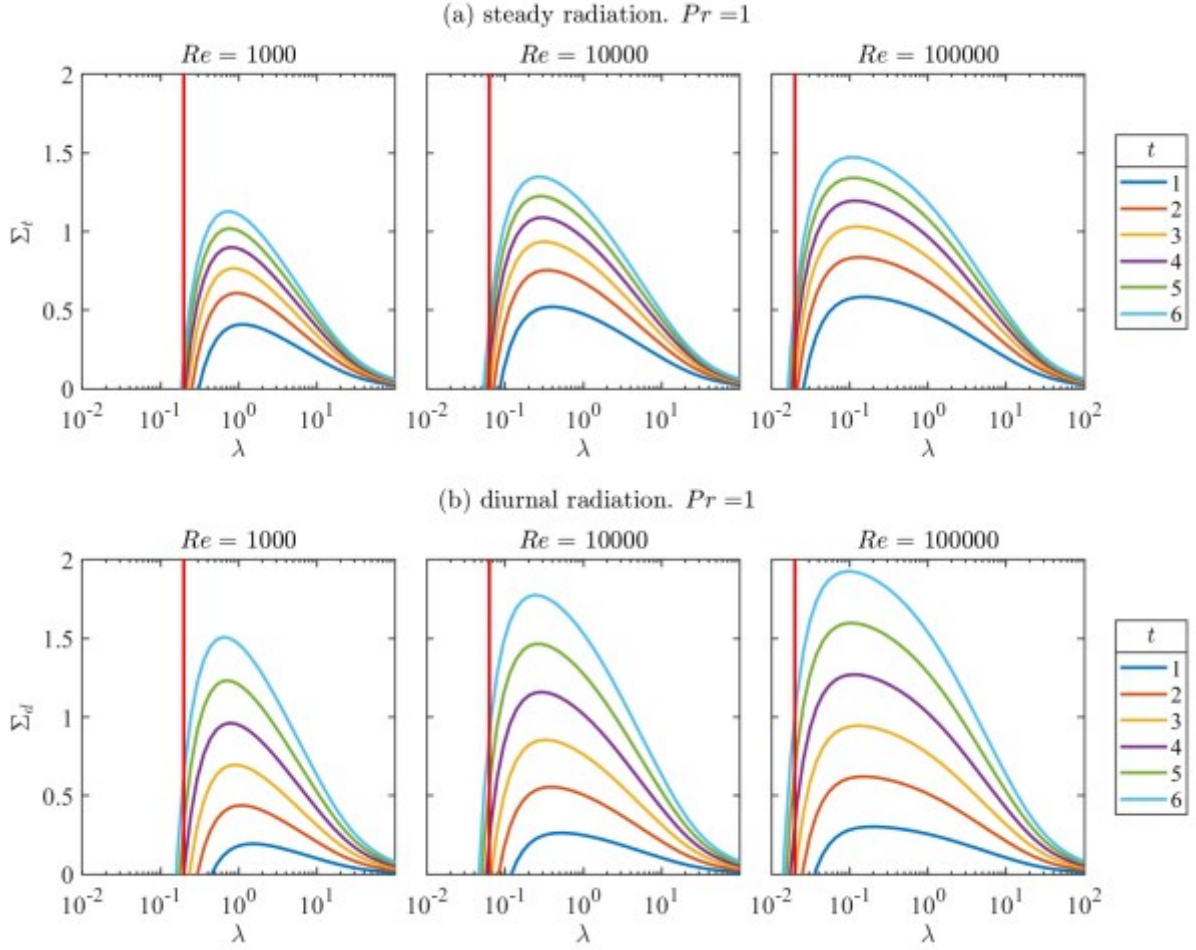 (a) steady radiation. Pr =1
Re = 1000 Re = 10000 Re = 100000
2
1.5
1
0.5
0
Σₜ
10⁻² 10⁻¹ 10⁰ 10¹ 10⁻² 10⁻¹ 10⁰ 10¹ 10⁻² 10⁻¹ 10⁰ 10¹ 10²
λ λ λ
t
1
2
3
4
5
6
(b) diurnal radiation. Pr =1
Re = 1000 Re = 10000 Re = 100000
2
1.5
1
0.5
0
Σ_d
10⁻² 10⁻¹ 10⁰ 10¹ 10⁻² 10⁻¹ 10⁰ 10¹ 10⁻² 10⁻¹ 10⁰ 10¹ 10²
λ λ λ
t
1
2
3
4
5
6